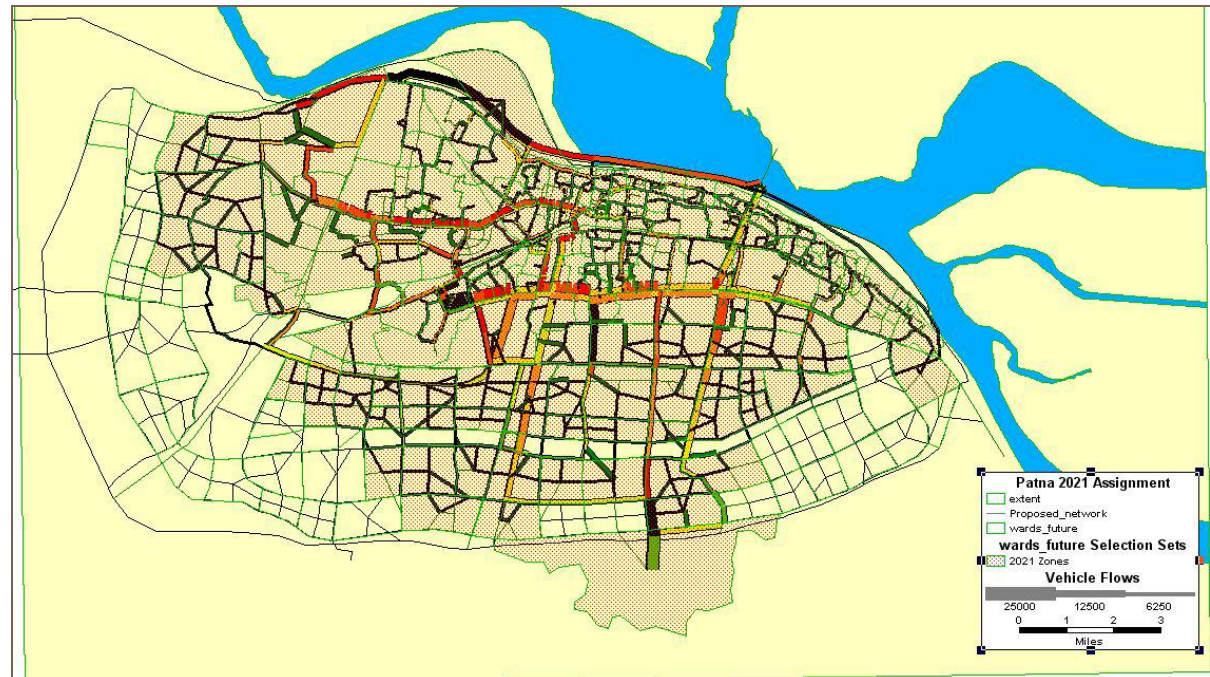 Patna 2021 Assignment
extent
Proposed_network
wards_future
wards_future Selection Sets
2021 Zones
Vehicle Flows
25000 12500 6250
0 1 2 3
Miles